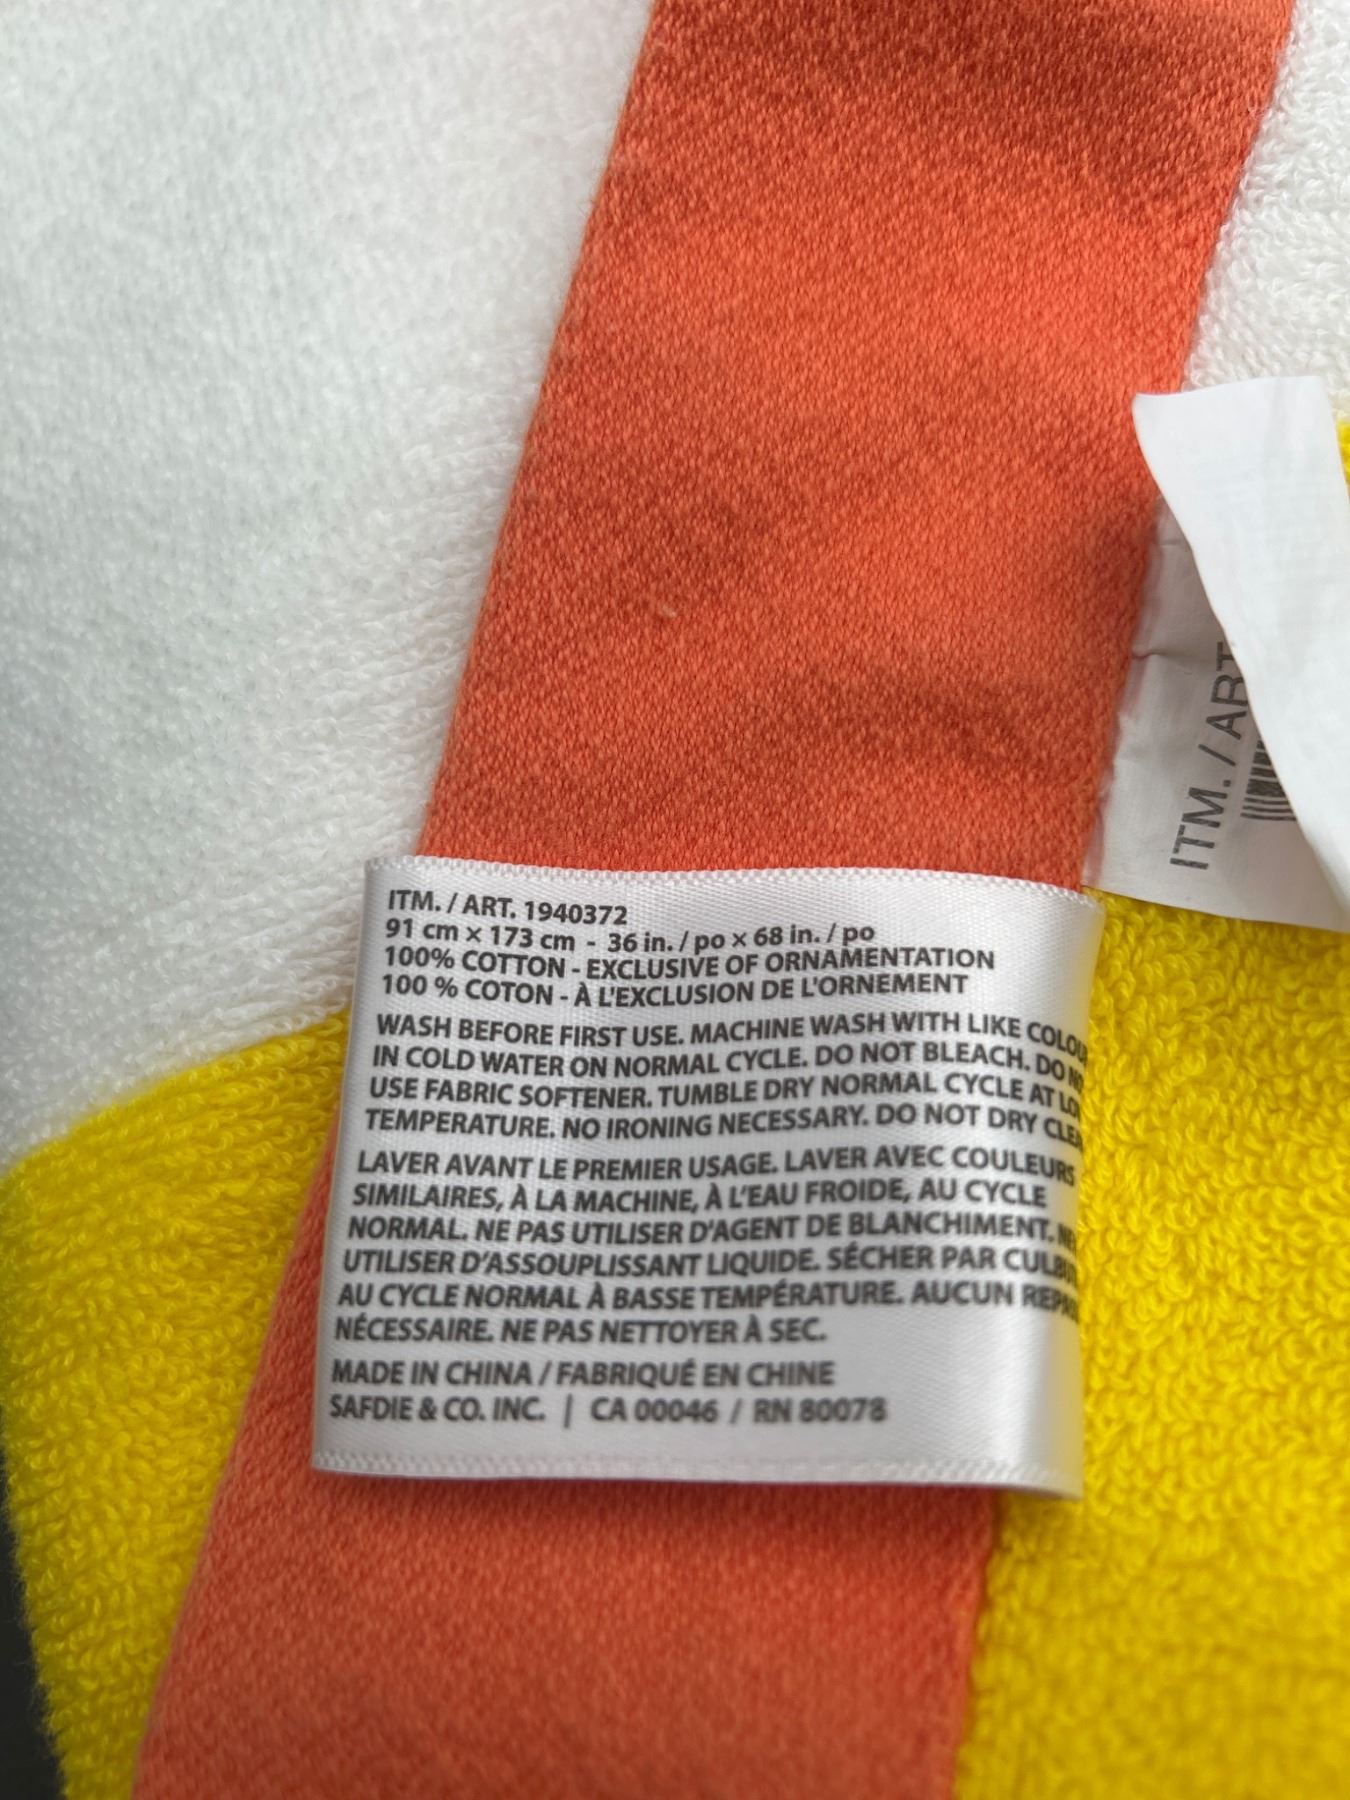 ITM. / ART. 1940372
91 cm x 173 cm - 36 in. / po x 68 in. / po
100% COTTON - EXCLUSIVE OF ORNAMENTATION
100 % COTON - À L'EXCLUSION DE L'ORNEMENT
WASH BEFORE FIRST USE. MACHINE WASH WITH LIKE COLOU
IN COLD WATER ON NORMAL CYCLE. DO NOT BLEACH. DO NO
USE FABRIC SOFTENER. TUMBLE DRY NORMAL CYCLE AT LO
TEMPERATURE. NO IRONING NECESSARY. DO NOT DRY CLEA
LAVER AVANT LE PREMIER USAGE. LAVER AVEC COULEURS
SIMILAIRES, À LA MACHINE, À L'EAU FROIDE, AU CYCLE
NORMAL. NE PAS UTILISER D'AGENT DE BLANCHIMENT. NE
UTILISER D'ASSOUPLISSANT LIQUIDE. SÉCHER PAR CULBU
AU CYCLE NORMAL À BASSE TEMPÉRATURE. AUCUN REPA
NÉCESSAIRE. NE PAS NETTOYER À SEC.
MADE IN CHINA / FABRIQUÉ EN CHINE
SAFDIE & CO. INC. | CA 00046 / RN 80078
ITM. / ART